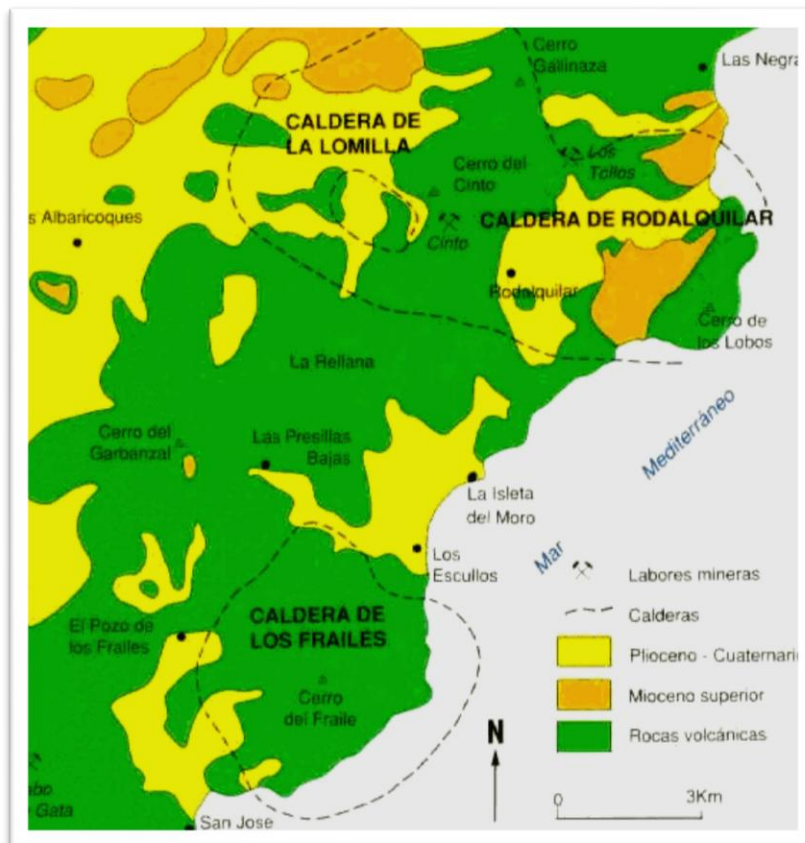 Cerro
Gallinaza
Las Negra
CALDERA DE
LA LOMILLA
Los
Tollos
Cerro del
Cinto
s Albaricoques
CALDERA DE RODALQUILAR
Cinto
Rodalquilar
Cerro de
los Lobos
La Rellana
Mediterráneo
Cerro del
Garbanzal
Las Presillas
Bajas
La Isleta
del Moro
Mar
Los
Escullos
Labores mineras
Calderas
CALDERA DE
LOS FRAILES
El Pozo de
los Frailes
Plioceno - Cuaternari
Cerro
del Fraile
Mioceno superior
N
Rocas volcánicas
abo
Gata
0
3Km
San Jose